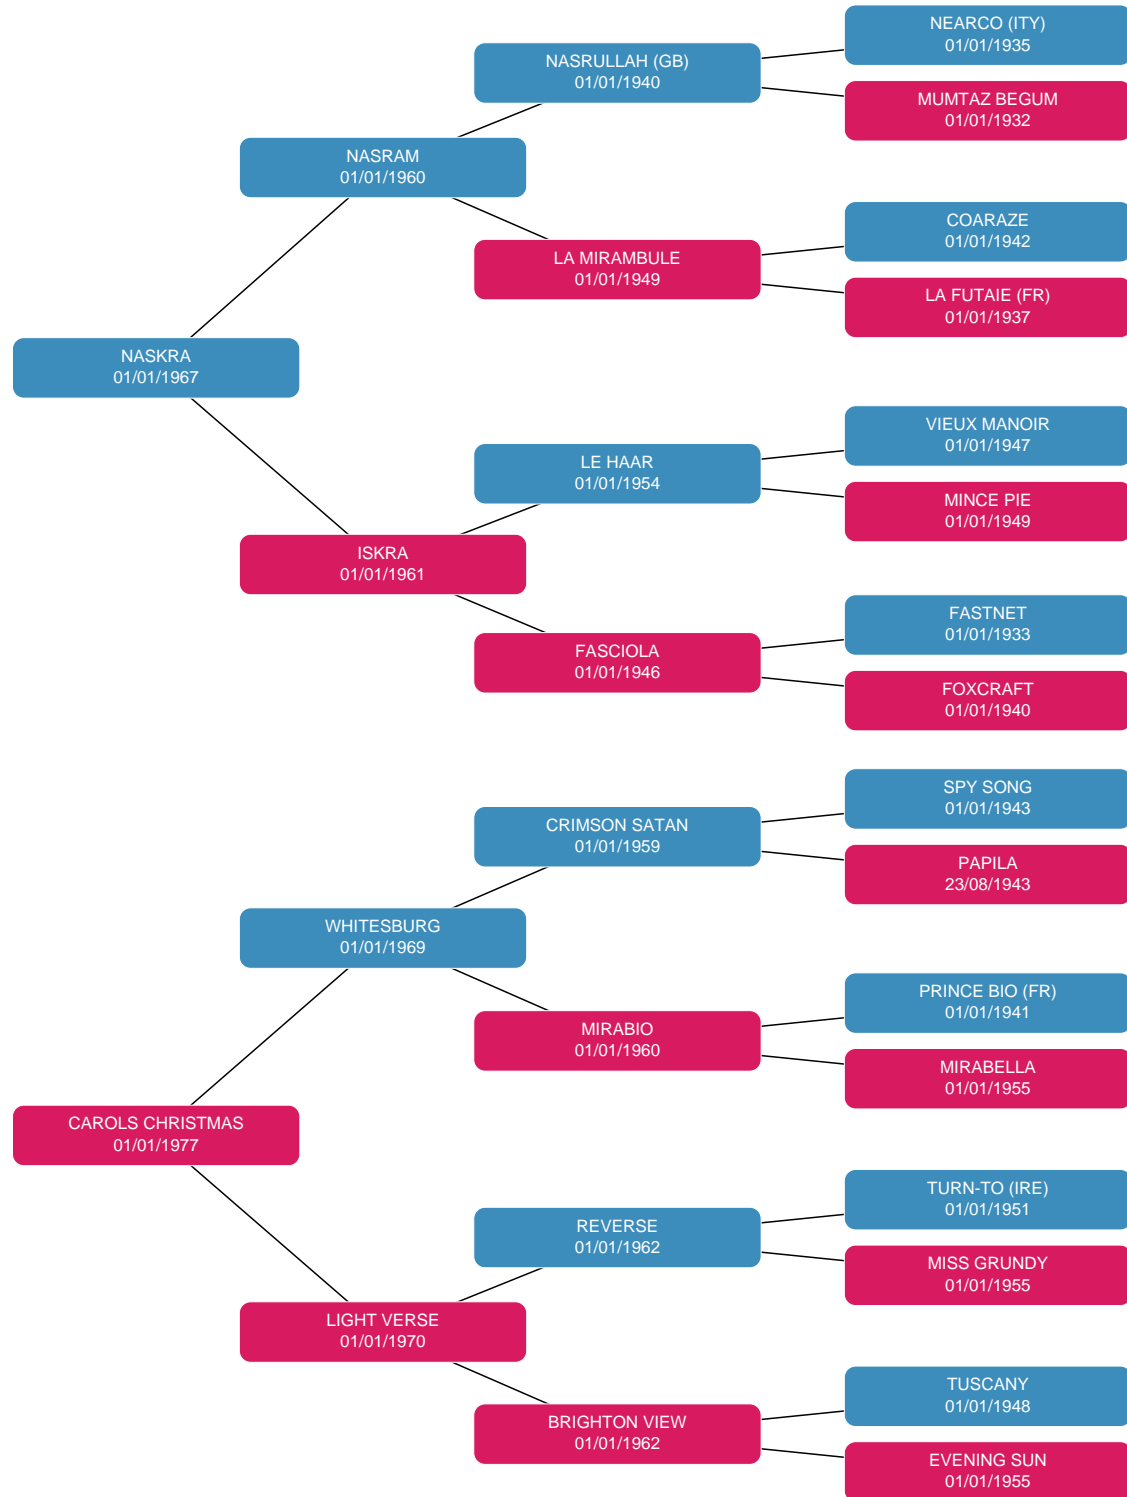 NEARCO (ITY)
01/01/1935
NASRULLAH (GB)
01/01/1940
MUMTAZ BEGUM
01/01/1932
NASRAM
01/01/1960
COARAZE
01/01/1942
LA MIRAMBULE
01/01/1949
LA FUTAIE (FR)
01/01/1937
NASKRA
01/01/1967
VIEUX MANOIR
01/01/1947
LE HAAR
01/01/1954
MINCE PIE
01/01/1949
ISKRA
01/01/1961
FASTNET
01/01/1933
FASCIOLA
01/01/1946
FOXCRAFT
01/01/1940
SPY SONG
01/01/1943
CRIMSON SATAN
01/01/1959
PAPILA
23/08/1943
WHITESBURG
01/01/1969
PRINCE BIO (FR)
01/01/1941
MIRABIO
01/01/1960
MIRABELLA
01/01/1955
CAROLS CHRISTMAS
01/01/1977
TURN-TO (IRE)
01/01/1951
REVERSE
01/01/1962
MISS GRUNDY
01/01/1955
LIGHT VERSE
01/01/1970
TUSCANY
01/01/1948
BRIGHTON VIEW
01/01/1962
EVENING SUN
01/01/1955